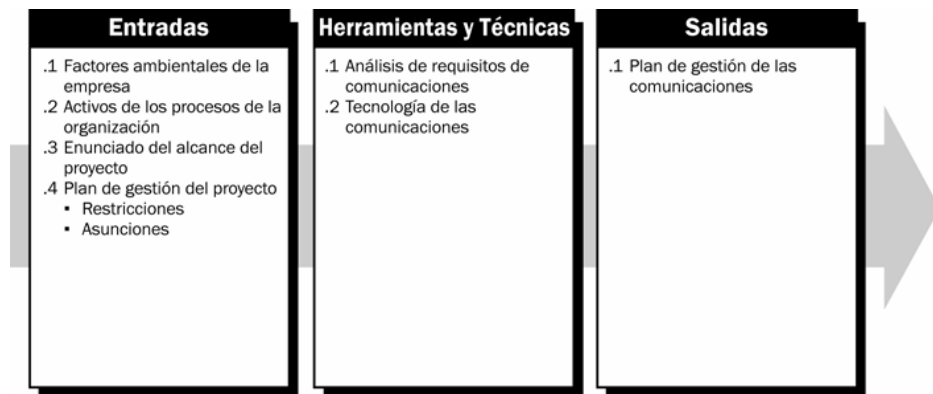 Entradas
.1 Factores ambientales de la
empresa
.2 Activos de los procesos de la
organización
.3 Enunciado del alcance del
proyecto
.4 Plan de gestión del proyecto
▪ Restricciones
▪ Asunciones
Herramientas y Técnicas
.1 Análisis de requisitos de
comunicaciones
.2 Tecnología de las
comunicaciones
Salidas
.1 Plan de gestión de las
comunicaciones